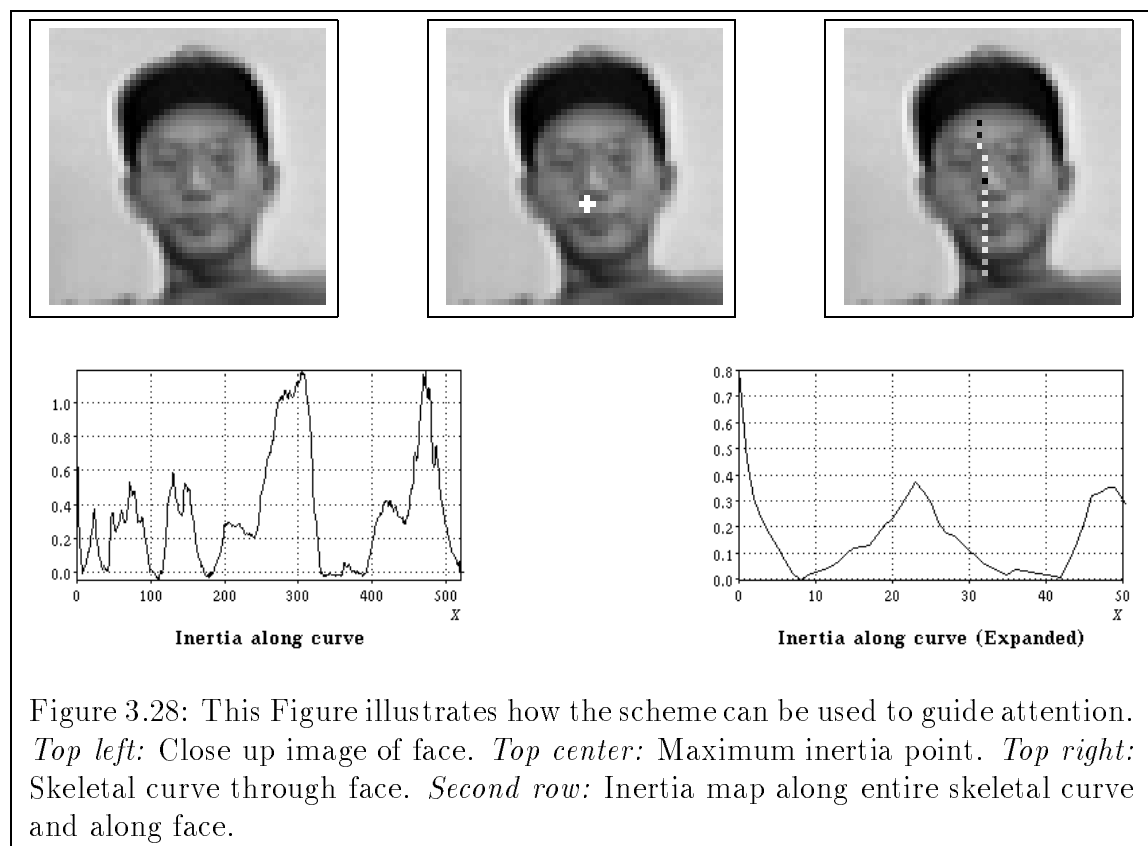 1.0
0.8
0.6
0.4
0.2
0.0
0 100 200 300 400 500
X
Inertia along curve
0.8
0.7
0.6
0.5
0.4
0.3
0.2
0.1
0.0
0 10 20 30 40 50
X
Inertia along curve (Expanded)
Figure 3.28: This Figure illustrates how the scheme can be used to guide attention.
Top left: Close up image of face. Top center: Maximum inertia point. Top right:
Skeletal curve through face. Second row: Inertia map along entire skeletal curve
and along face.